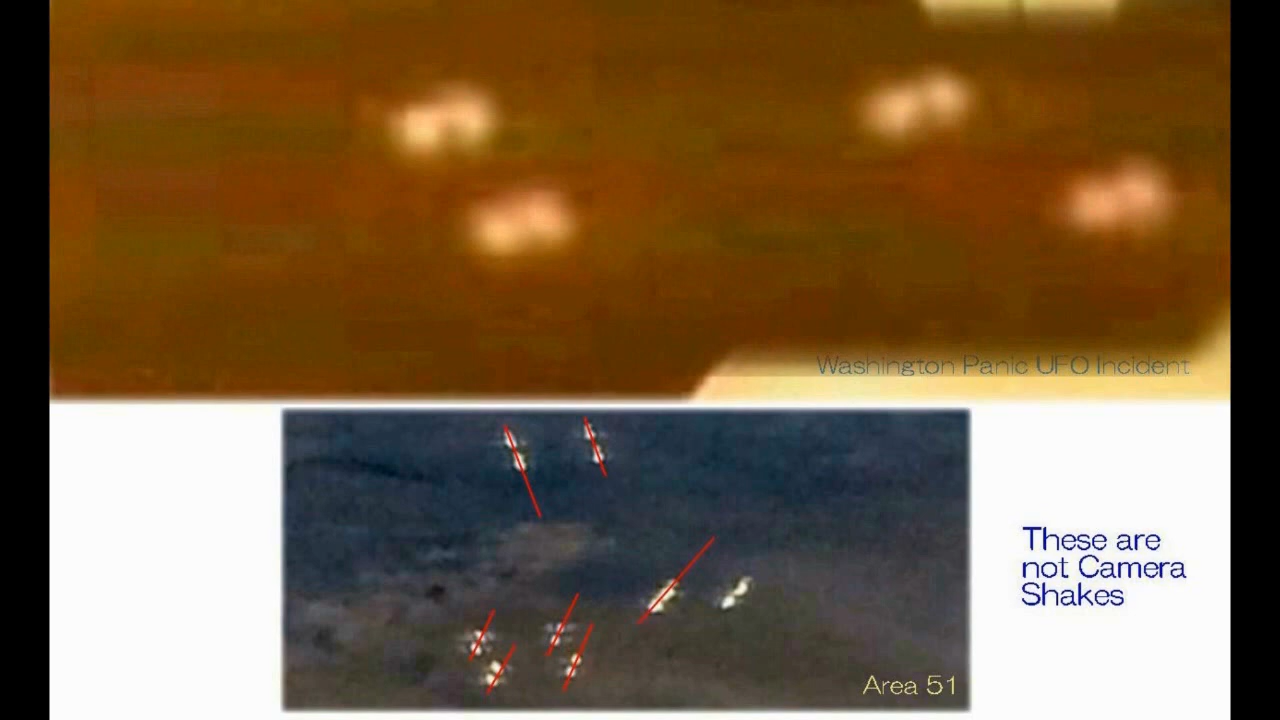 Washington Panic UFO Incident
These are
not Camera
Shakes
Area 51